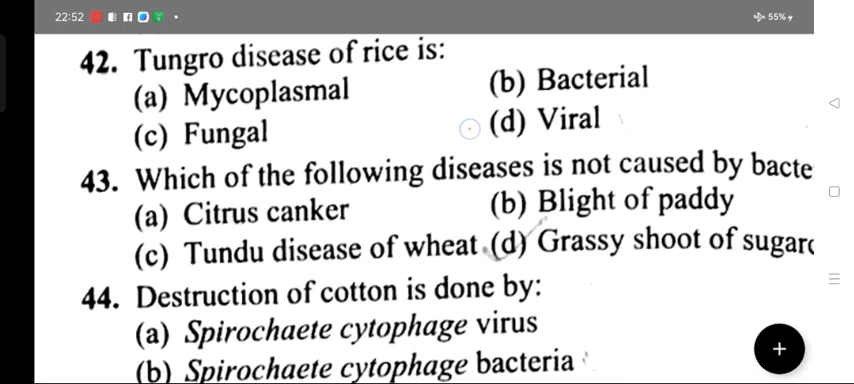 22:52
55%
42. Tungro disease of rice is:
(a) Mycoplasmal (b) Bacterial
(c) Fungal (d) Viral
43. Which of the following diseases is not caused by bacte
(a) Citrus canker (b) Blight of paddy
(c) Tundu disease of wheat (d) Grassy shoot of sugarc
44. Destruction of cotton is done by:
(a) Spirochaete cytophage virus
(b) Spirochaete cytophage bacteria
+